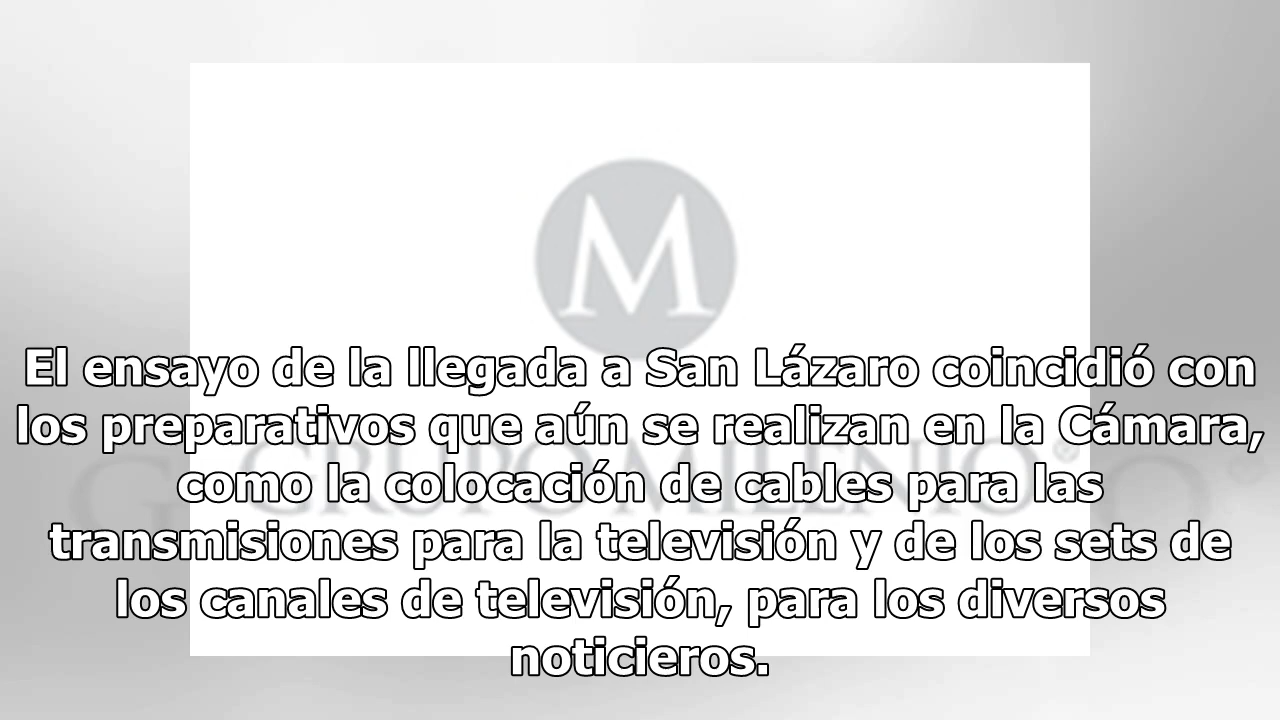 M
GRUPO MILENIO
El ensayo de la llegada a San Lázaro coincidió con
los preparativos que aún se realizan en la Cámara,
como la colocación de cables para las
transmisiones para la televisión y de los sets de
los canales de televisión, para los diversos
noticieros.